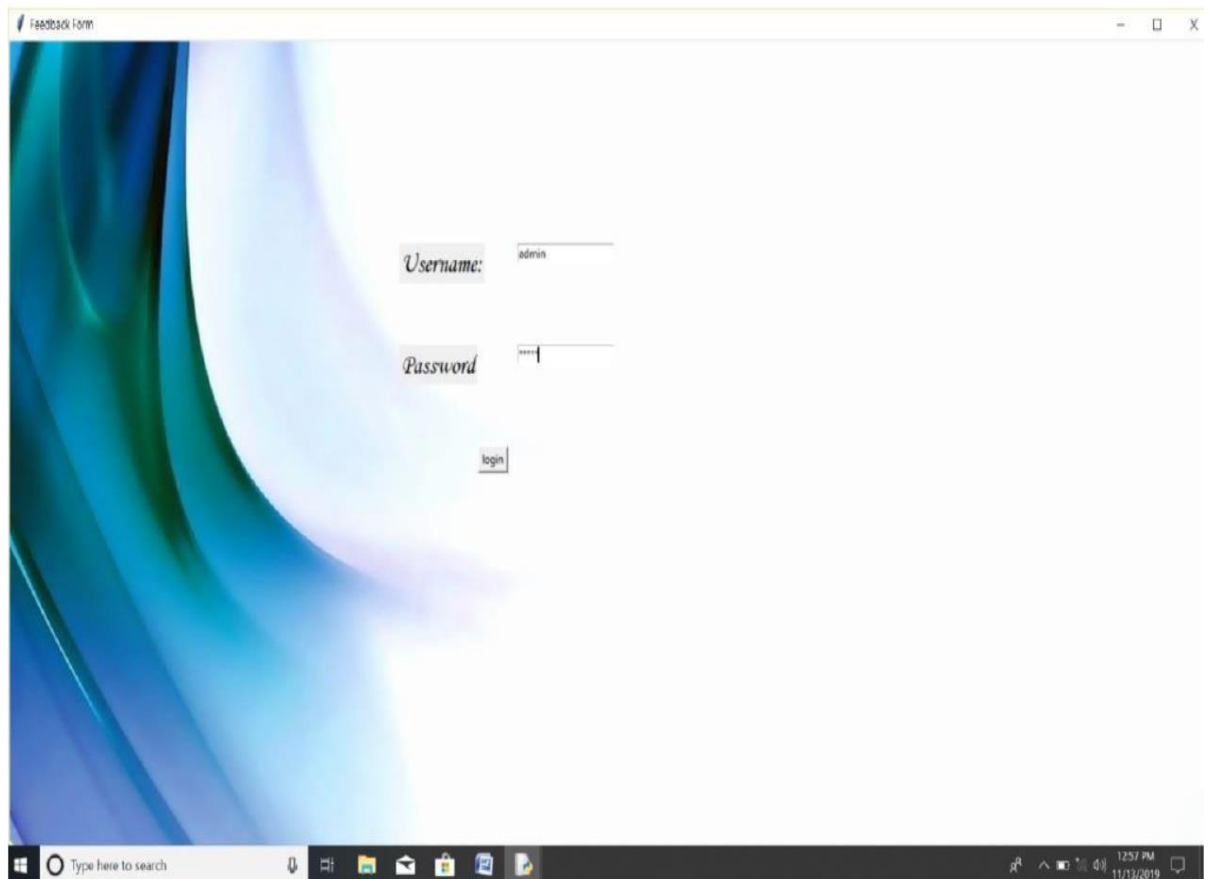 Feedback Form
Username:
admin
Password
*****
login
Type here to search
12:57 PM
11/13/2019